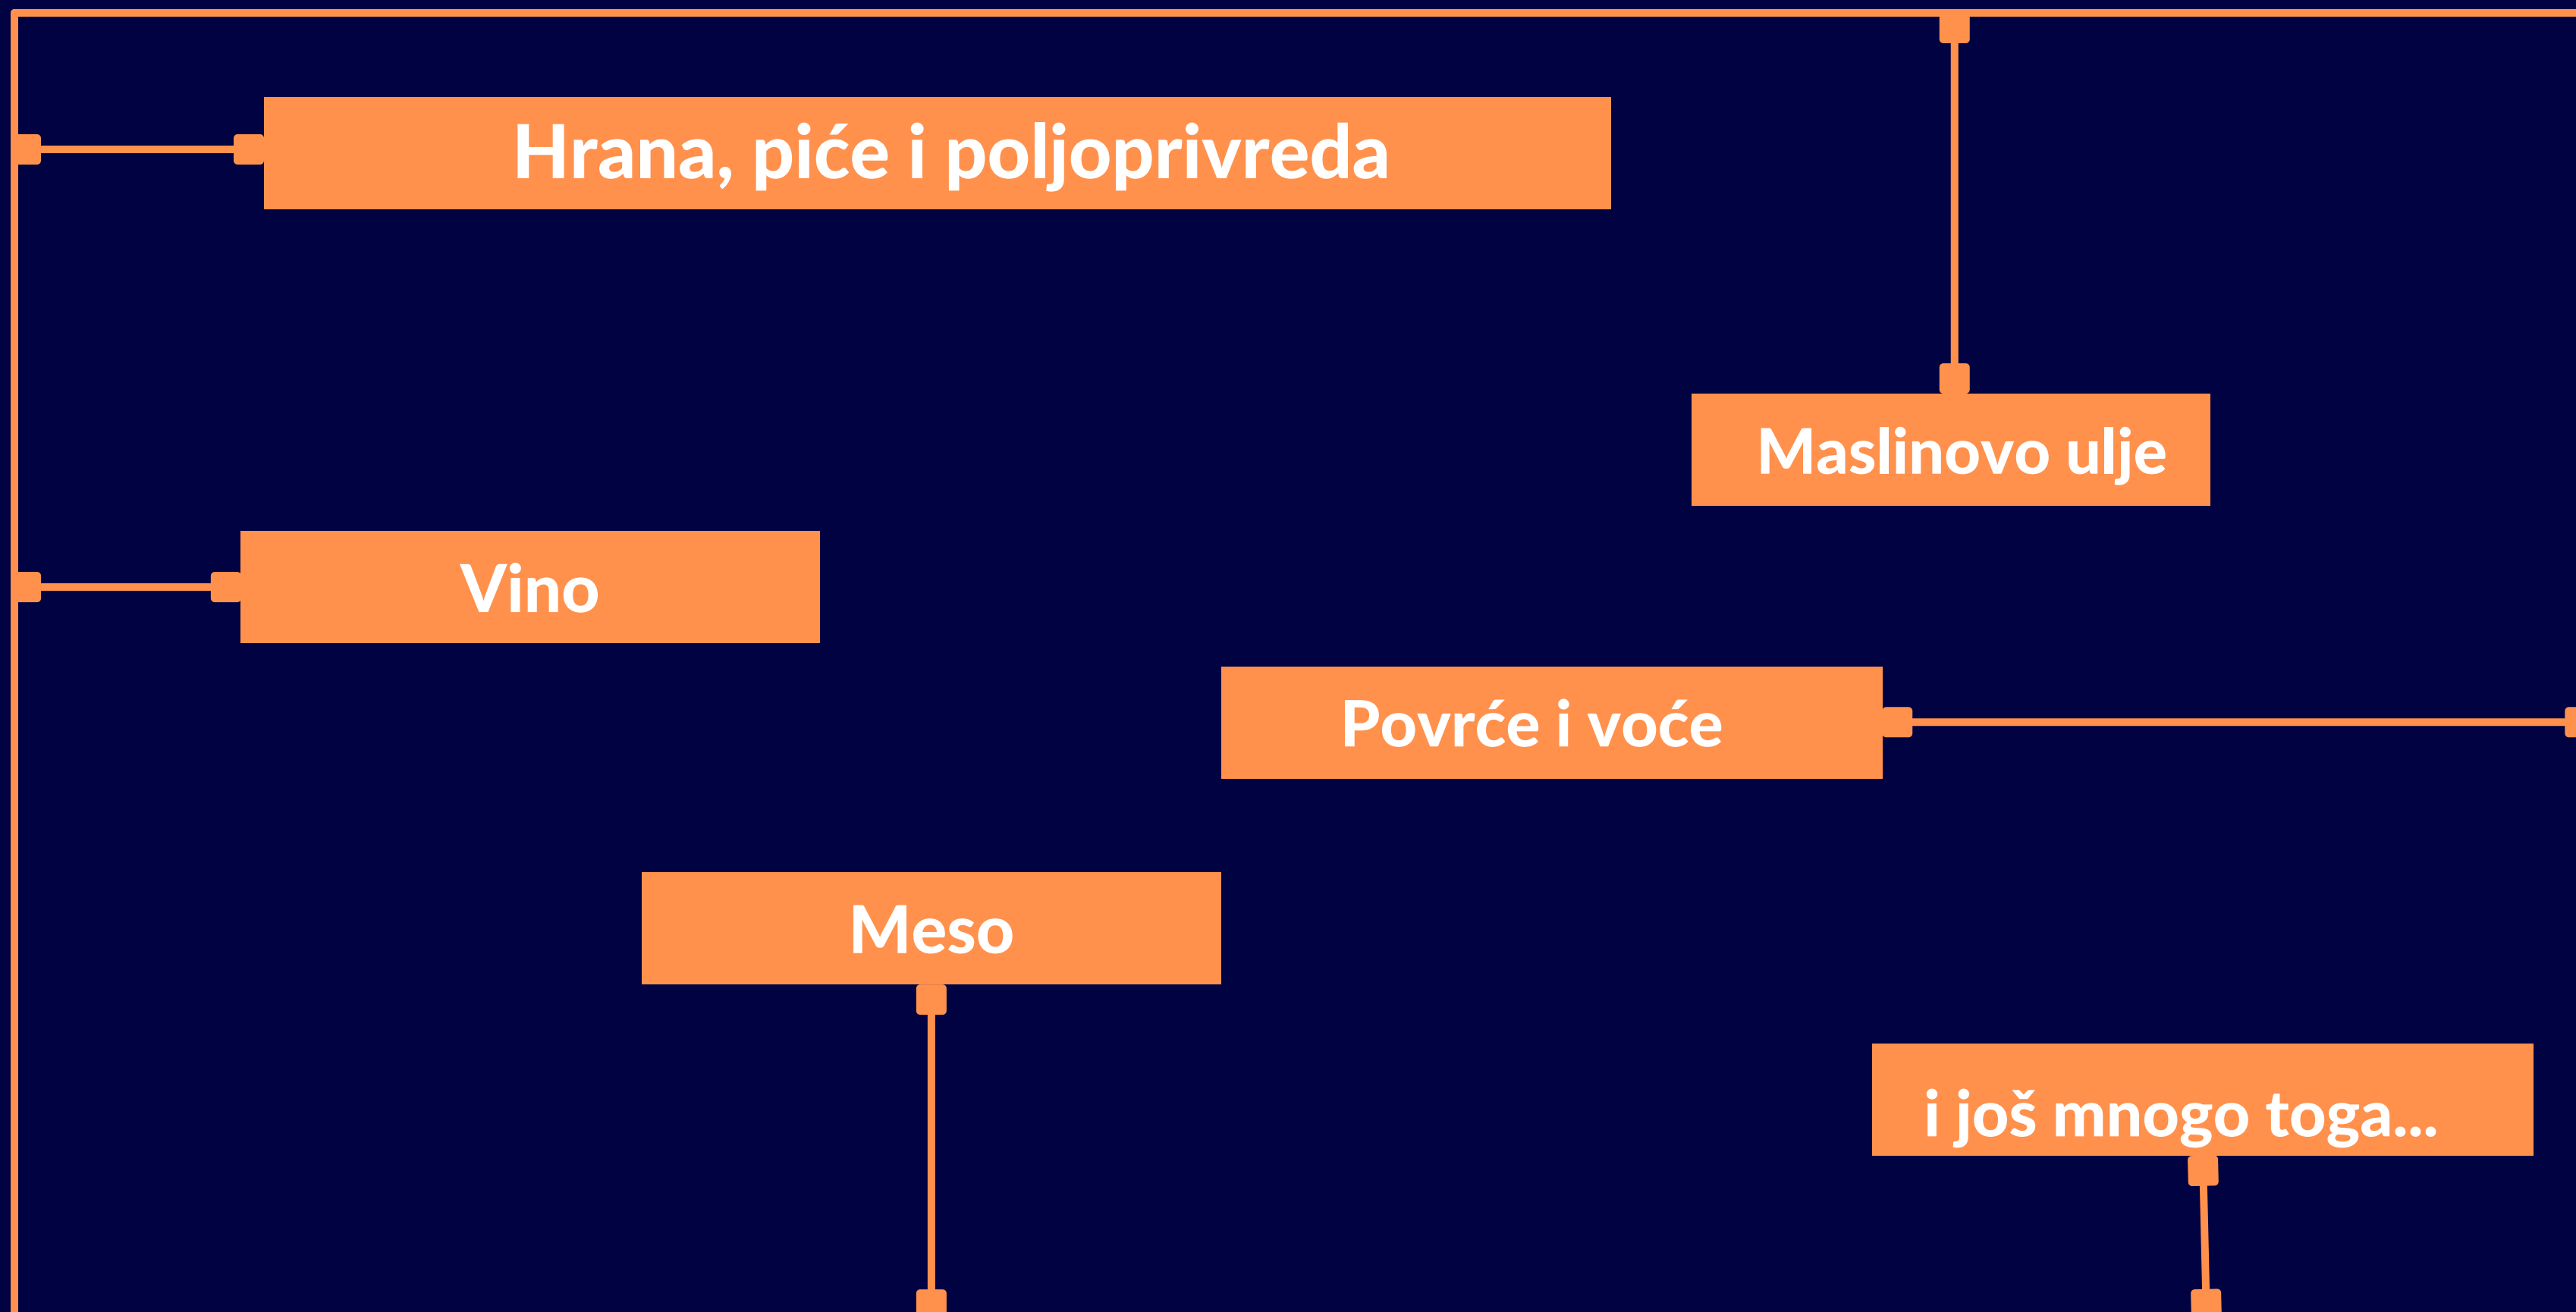 Hrana, piće i poljoprivreda
Maslinovo ulje
Vino
Povrće i voće
Meso
i još mnogo toga...